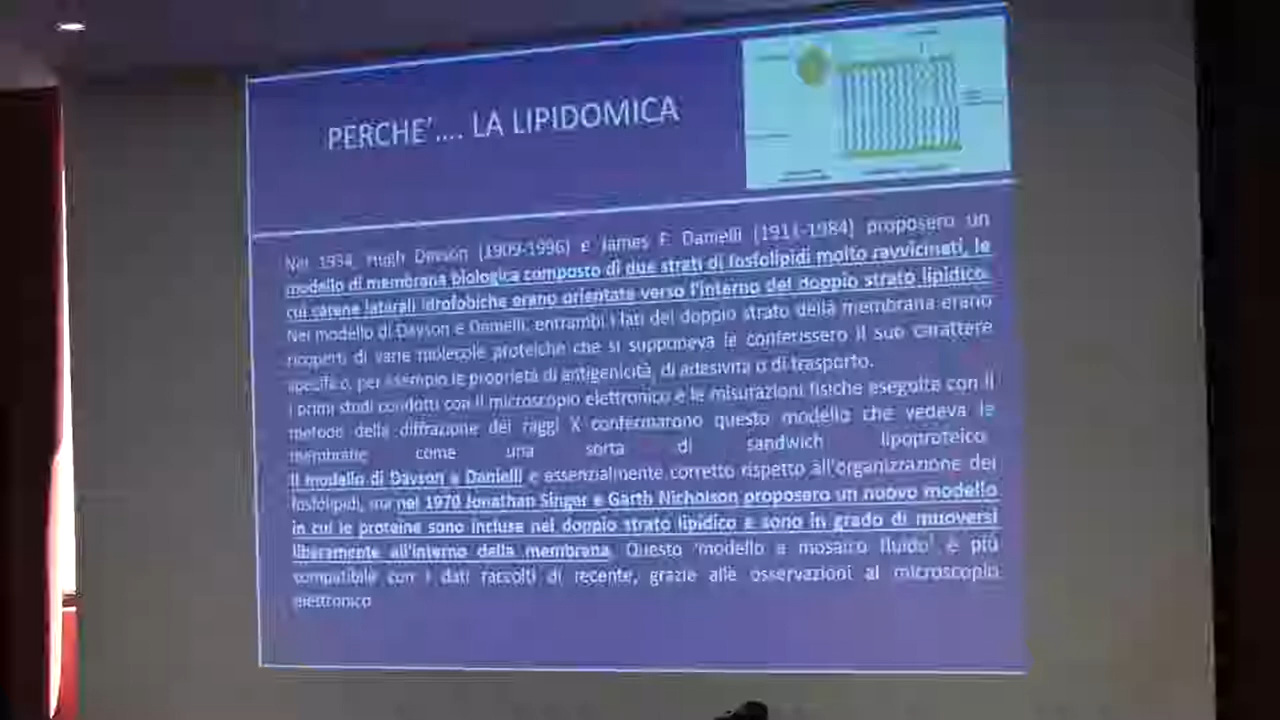 PERCHE'.... LA LIPIDOMICA
Nel 1934, Hugh Davson (1909-1996) e James F. Danielli (1911-1984) proposero un
modello di membrana biologica composto di due strati di fosfolipidi molto ravvicinati, le
cui catene laterali idrofobiche erano orientate verso l'interno del doppio strato lipidico.
Nel modello di Davson e Danielli, entrambi i lati del doppio strato della membrana erano
ricoperti di varie molecole proteiche che si supponeva le conferissero il suo carattere
specifico, per esempio le proprietà di antigenicità, di adesività o di trasporto.
I primi studi condotti con il microscopio elettronico e le misurazioni fisiche eseguite con il
metodo della diffrazione dei raggi X confermarono questo modello che vedeva le
membrane come una sorta di sandwich lipoproteico.
Il modello di Davson e Danielli è essenzialmente corretto rispetto all'organizzazione dei
fosfolipidi, ma nel 1970 Jonathan Singer e Garth Nicholson proposero un nuovo modello
in cui le proteine sono incluse nel doppio strato lipidico e sono in grado di muoversi
liberamente all'interno della membrana. Questo 'modello a mosaico fluido' è più
compatibile con i dati raccolti di recente, grazie alle osservazioni al microscopio
elettronico